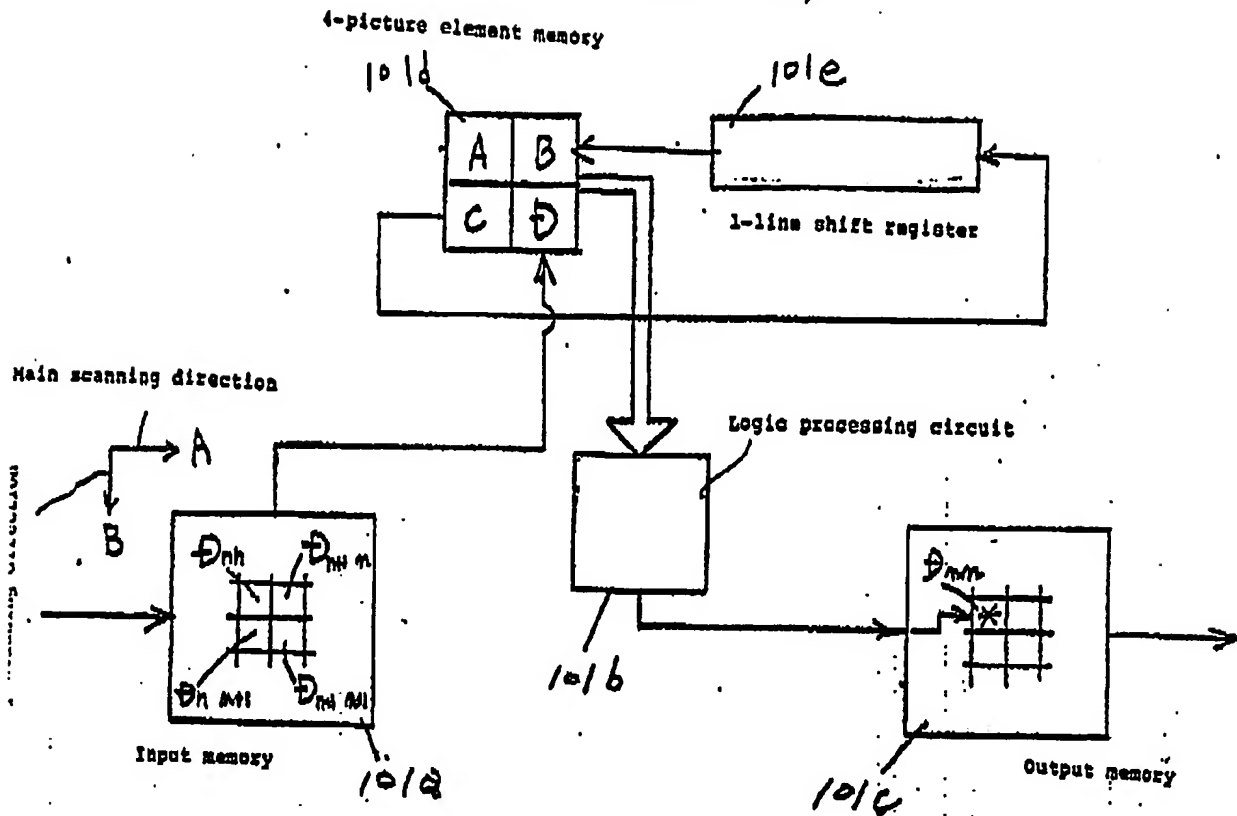 4-picture element memory
101d
101e
A B
C D
1-line shift register
Main scanning direction
A
B
Logic processing circuit
101b
Input memory
101a
Dnn
Output memory
101c